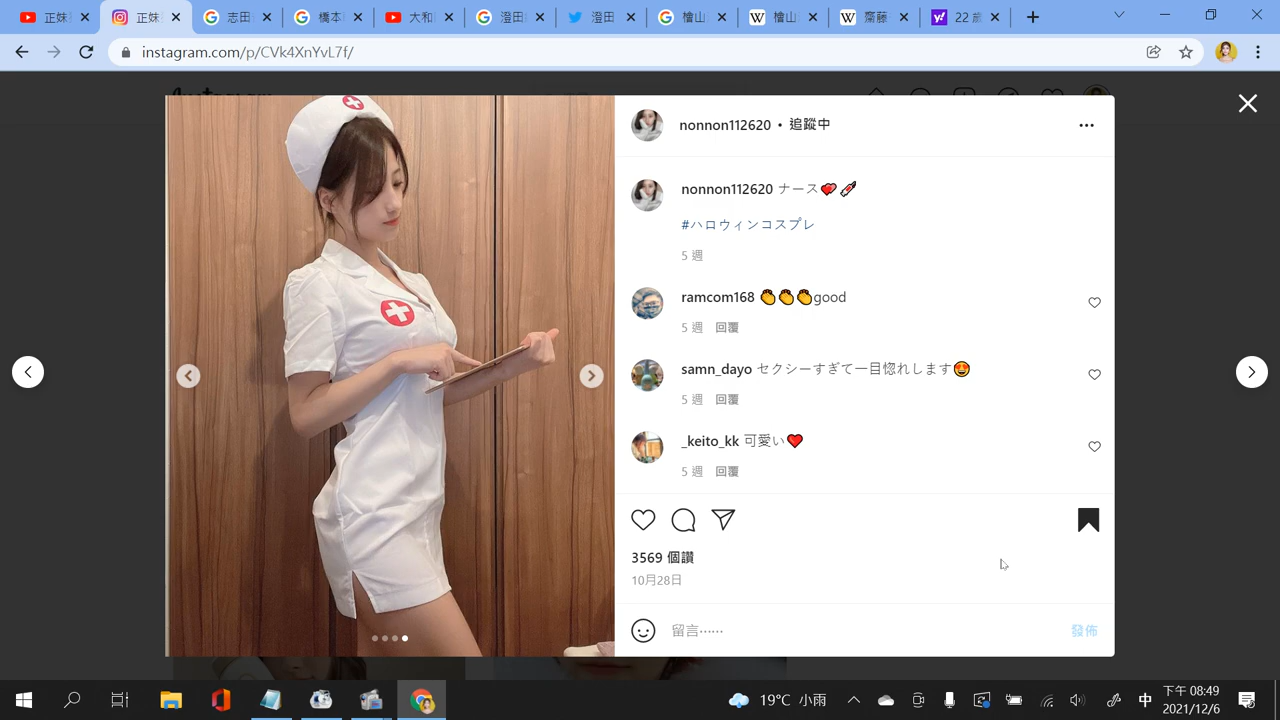 正妹
正妹
志田
橋本
大和
澄田
澄田
檜山
檜山
齋藤
22 歲
instagram.com/p/CVk4XnYvL7f/
nonnon112620 • 追蹤中
nonnon112620 ナース
#ハロウィンコスプレ
5 週
ramcom168 good
5 週 回覆
samn_dayo セクシーすぎて一目惚れします
5 週 回覆
_keito_kk 可愛い
5 週 回覆
3569 個讚
10月28日
留言⋯⋯
發佈
19°C 小雨
中
下午 08:49
2021/12/6